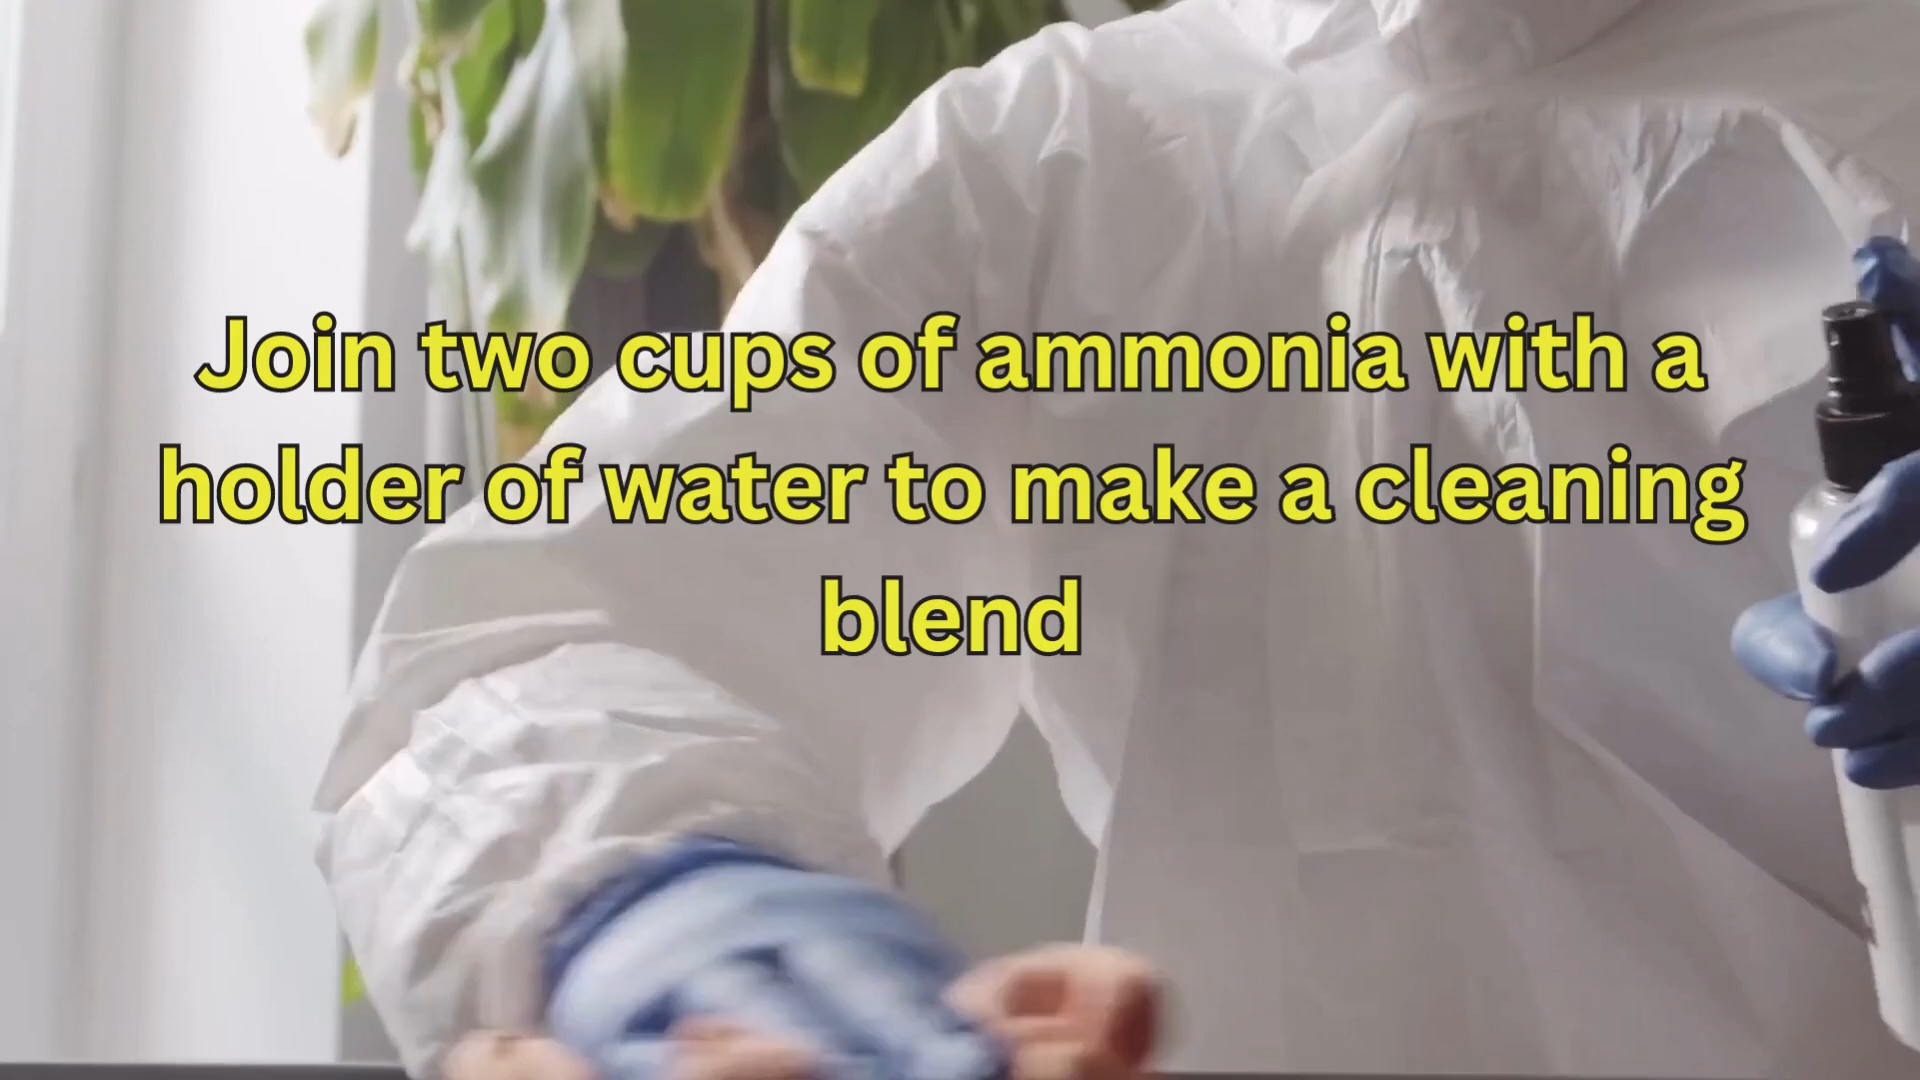 Join two cups of ammonia with a
holder of water to make a cleaning
blend